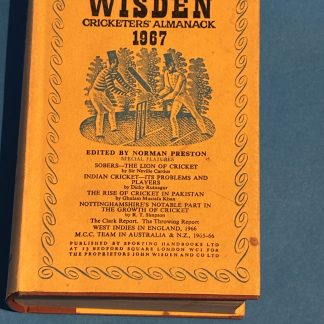 WISDEN
CRICKETERS' ALMANACK
1967
EDITED BY NORMAN PRESTON
SPECIAL FEATURES
SOBERS—THE LION OF CRICKET
by Sir Neville Cardus
INDIAN CRICKET—ITS PROBLEMS AND
PLAYERS
by Dicky Rutnagur
THE RISE OF CRICKET IN PAKISTAN
by Ghulam Mustafa Khan
NOTTINGHAMSHIRE'S NOTABLE PART IN
THE GROWTH OF CRICKET
by R. T. Simpson
The Clark Report. The Throwing Report
WEST INDIES IN ENGLAND, 1966
M.C.C. TEAM IN AUSTRALIA & N.Z., 1965-66
PUBLISHED BY SPORTING HANDBOOKS LTD
AT 13 BEDFORD SQUARE LONDON WC1 FOR
THE PROPRIETORS JOHN WISDEN AND CO LTD